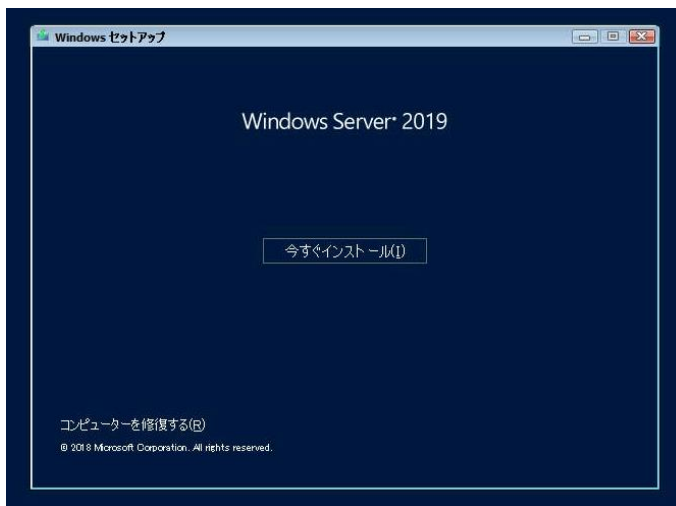 Windows セットアップ
Windows Server® 2019
今すぐインストール(I)
コンピューターを修復する(R)
© 2018 Microsoft Corporation. All rights reserved.